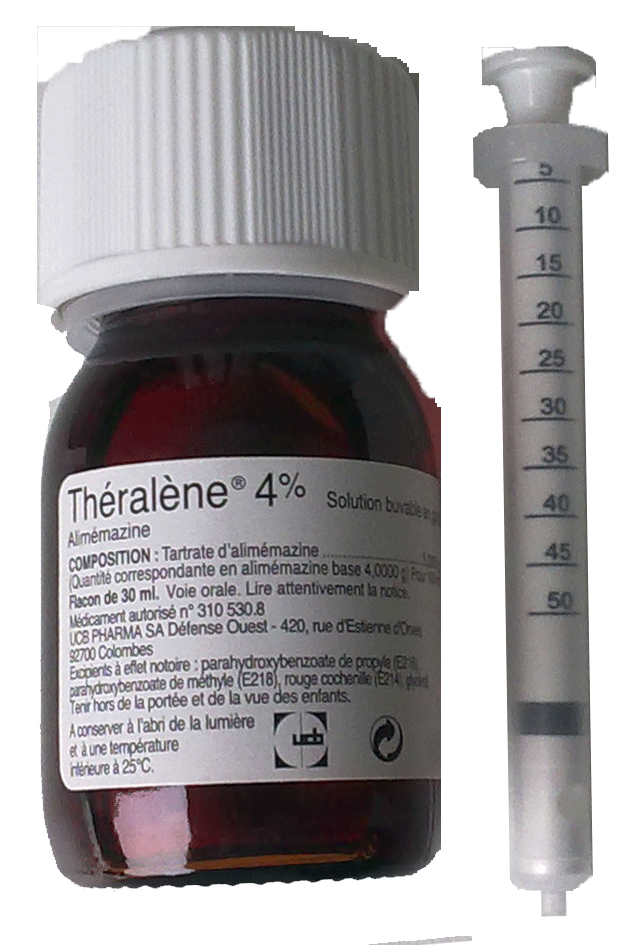 Théralène® 4%
Solution buvable en
Alimémazine
COMPOSITION : Tartrate d'alimémazine ........................
(Quantité correspondante en alimémazine base 4,0000 g) Pour
Flacon de 30 ml. Voie orale. Lire attentivement la notice.
Médicament autorisé n° 310 530.8
UCB PHARMA SA Défense Ouest - 420, rue d'Estienne d'Orves
92700 Colombes
Excipients à effet notoire : parahydroxybenzoate de propyle
parahydroxybenzoate de méthyle (E218), rouge cochenille (E214),
Tenir hors de la portée et de la vue des enfants.
A conserver à l'abri de la lumière
et à une température
inférieure à 25°C.
ucb
5
10
15
20
25
30
35
40
45
50